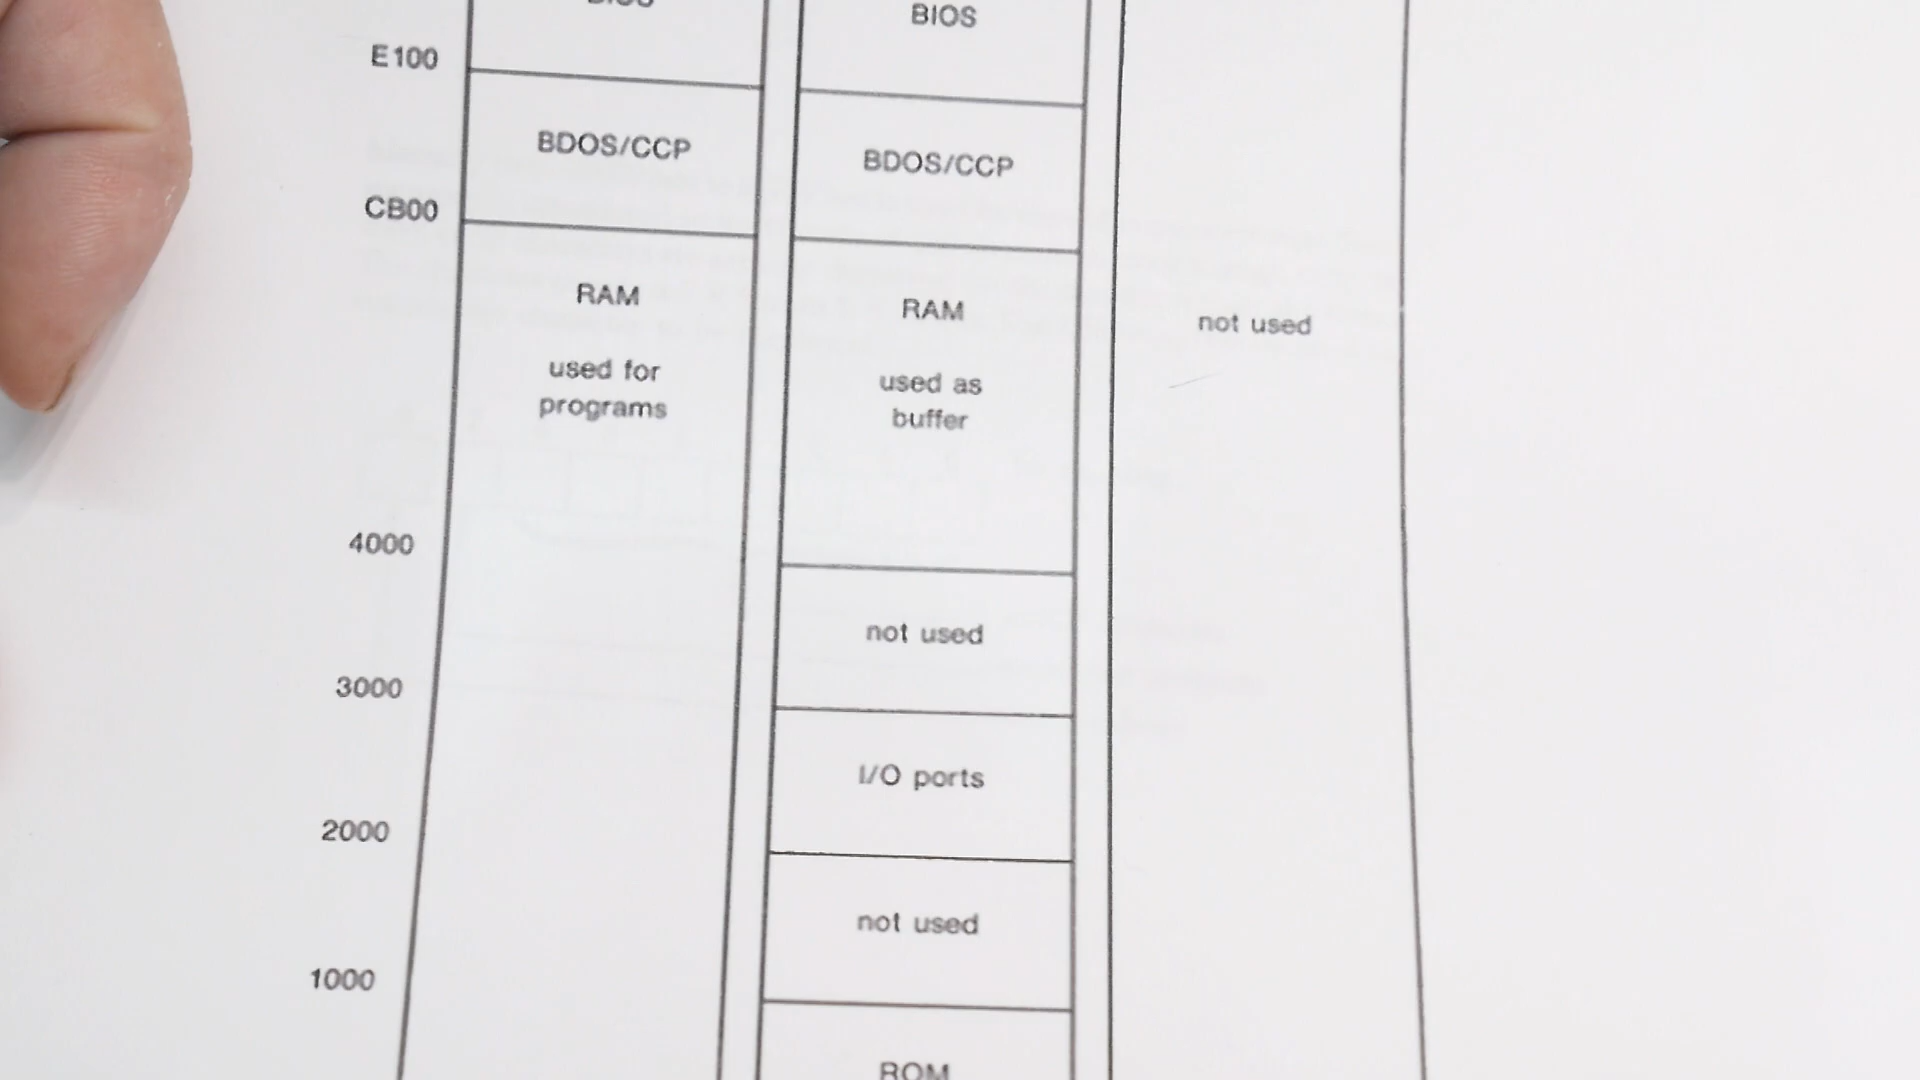 BIOS
BIOS
E100
BDOS/CCP
BDOS/CCP
CB00
RAM
RAM
not used
used for
programs
used as
buffer
4000
not used
3000
I/O ports
2000
not used
1000
ROM